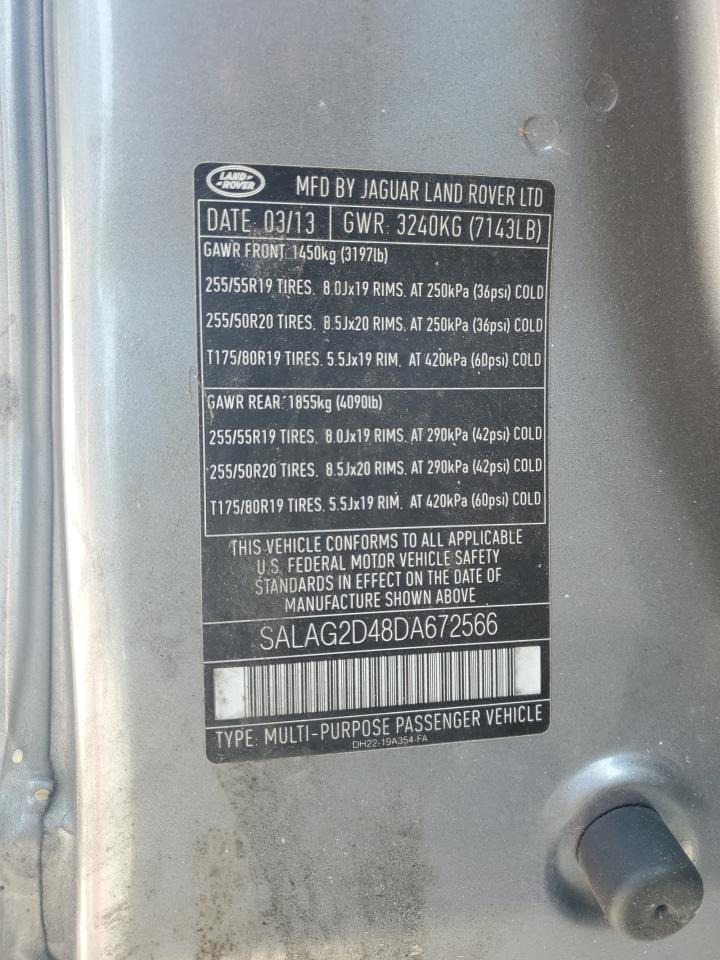 LAND ROVER
MFD BY JAGUAR LAND ROVER LTD
DATE: 03/13 GWR: 3240KG (7143LB)
GAWR FRONT: 1450kg (3197lb)
255/55R19 TIRES. 8.0Jx19 RIMS. AT 250kPa (36psi) COLD
255/50R20 TIRES. 8.5Jx20 RIMS. AT 250kPa (36psi) COLD
T175/80R19 TIRES. 5.5Jx19 RIM. AT 420kPa (60psi) COLD
GAWR REAR: 1855kg (4090lb)
255/55R19 TIRES. 8.0Jx19 RIMS. AT 290kPa (42psi) COLD
255/50R20 TIRES. 8.5Jx20 RIMS. AT 290kPa (42psi) COLD
T175/80R19 TIRES. 5.5Jx19 RIM. AT 420kPa (60psi) COLD
THIS VEHICLE CONFORMS TO ALL APPLICABLE
U.S. FEDERAL MOTOR VEHICLE SAFETY
STANDARDS IN EFFECT ON THE DATE OF
MANUFACTURE SHOWN ABOVE
SALAG2D48DA672566
TYPE: MULTI-PURPOSE PASSENGER VEHICLE
DH22-19A354-FA